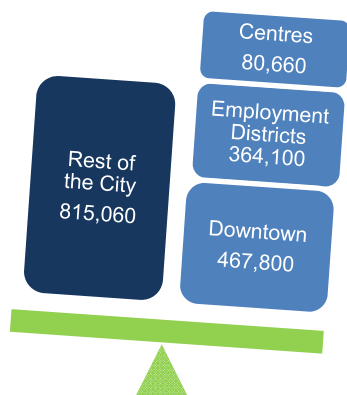 Centres
80,660
Employment
Districts
364,100
Rest of
the City
815,060
Downtown
467,800